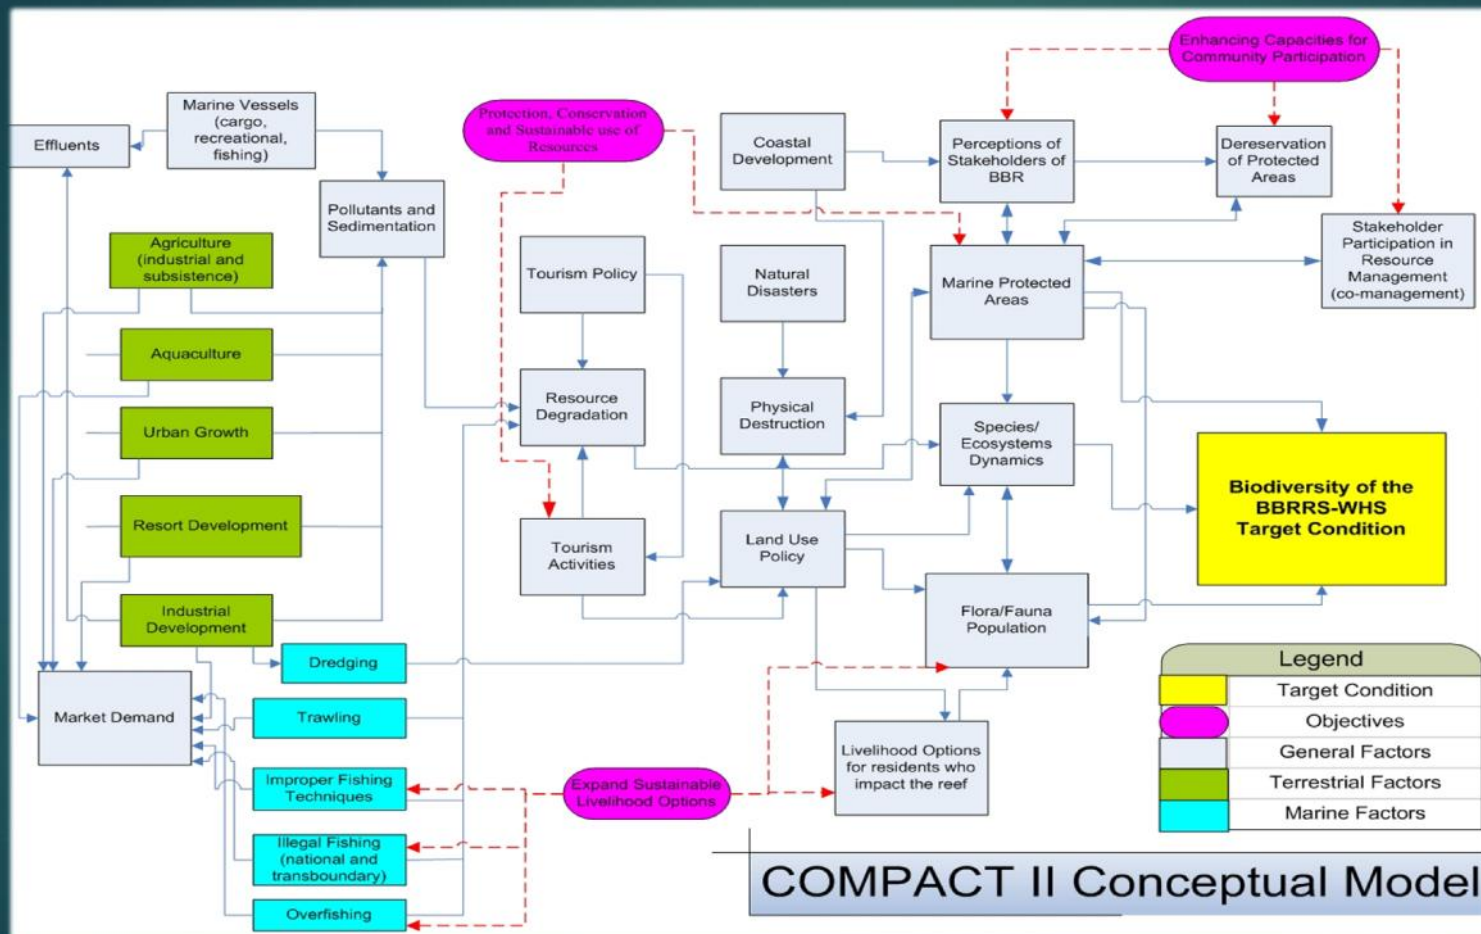 Enhancing Capacities for
Community Participation
Marine Vessels
(cargo,
recreational,
fishing)
Effluents
Protection, Conservation
and Sustainable use of
Resources
Coastal
Development
Perceptions of
Stakeholders of
BBR
Dereservation
of Protected
Areas
Pollutants and
Sedimentation
Stakeholder
Participation in
Resource
Management
(co-management)
Agriculture
(industrial and
subsistence)
Tourism Policy
Natural
Disasters
Marine Protected
Areas
Aquaculture
Resource
Degradation
Physical
Destruction
Species/
Ecosystems
Dynamics
Urban Growth
Biodiversity of the
BBRRS-WHS
Target Condition
Resort Development
Tourism
Activities
Land Use
Policy
Industrial
Development
Flora/Fauna
Population
Dredging
Market Demand
Trawling
Improper Fishing
Techniques
Expand Sustainable
Livelihood Options
Livelihood Options
for residents who
impact the reef
Illegal Fishing
(national and
transboundary)
Overfishing
Legend
Target Condition
Objectives
General Factors
Terrestrial Factors
Marine Factors
COMPACT II Conceptual Model